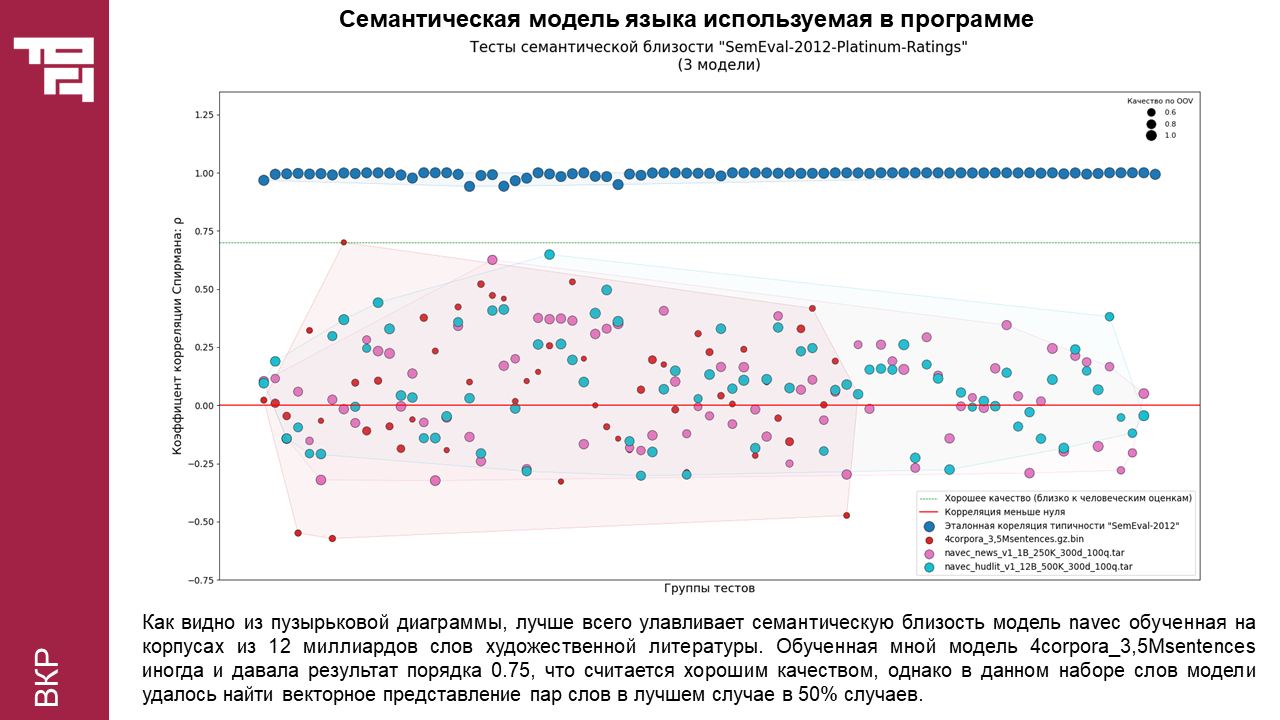 Семантическая модель языка используемая в программе
Тесты семантической близости "SemEval-2012-Platinum-Ratings"
(3 модели)
Качество по OOV
0.6
0.8
1.0
1.25
1.00
0.75
0.50
0.25
0.00
−0.25
−0.50
−0.75
Коэффицент корреляции Спирмана: ρ
Хорошее качество (близко к человеческим оценкам)
Корреляция меньше нуля
Эталонная кореляция типичности "SemEval-2012"
4corpora_3,5Msentences.gz.bin
navec_news_v1_1B_250K_300d_100q.tar
navec_hudlit_v1_12B_500K_300d_100q.tar
Группы тестов
Как видно из пузырьковой диаграммы, лучше всего улавливает семантическую близость модель navec обученная на
корпусах из 12 миллиардов слов художественной литературы. Обученная мной модель 4corpora_3,5Msentences
иногда и давала результат порядка 0.75, что считается хорошим качеством, однако в данном наборе слов модели
удалось найти векторное представление пар слов в лучшем случае в 50% случаев.
ВКР